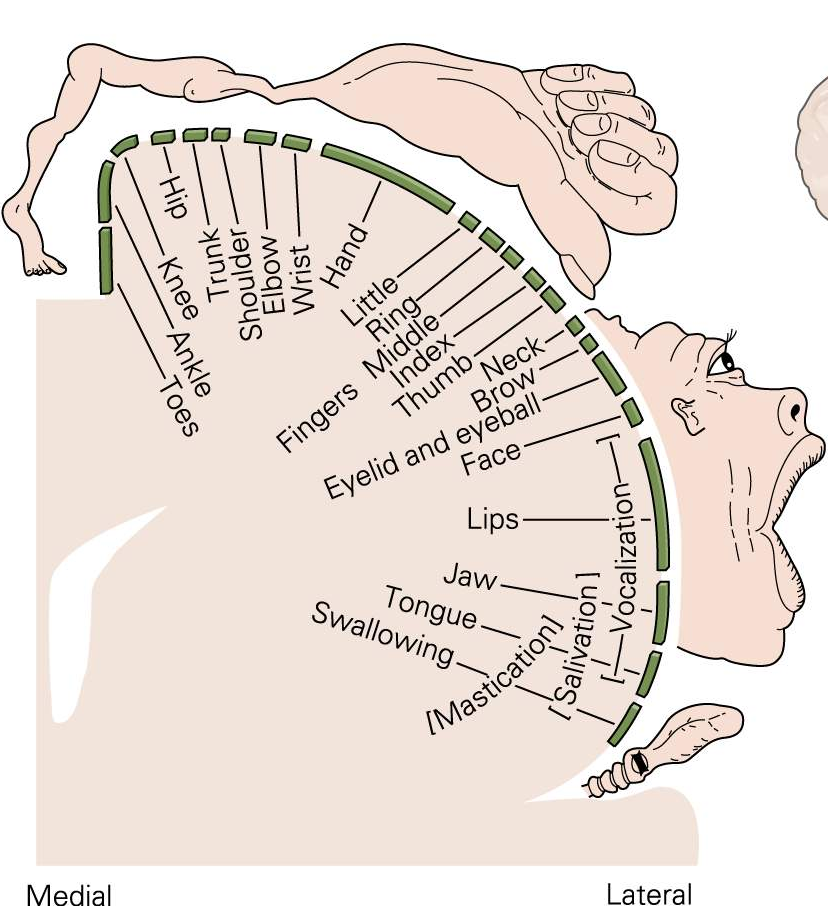 Toes
Ankle
Knee
Hip
Trunk
Shoulder
Elbow
Wrist
Hand
Little
Ring
Middle
Index
Thumb
Fingers
Neck
Brow
Eyelid and eyeball
Face
Lips
Jaw
Tongue
Swallowing
[Mastication]
[Salivation]
[Vocalization]
Medial
Lateral